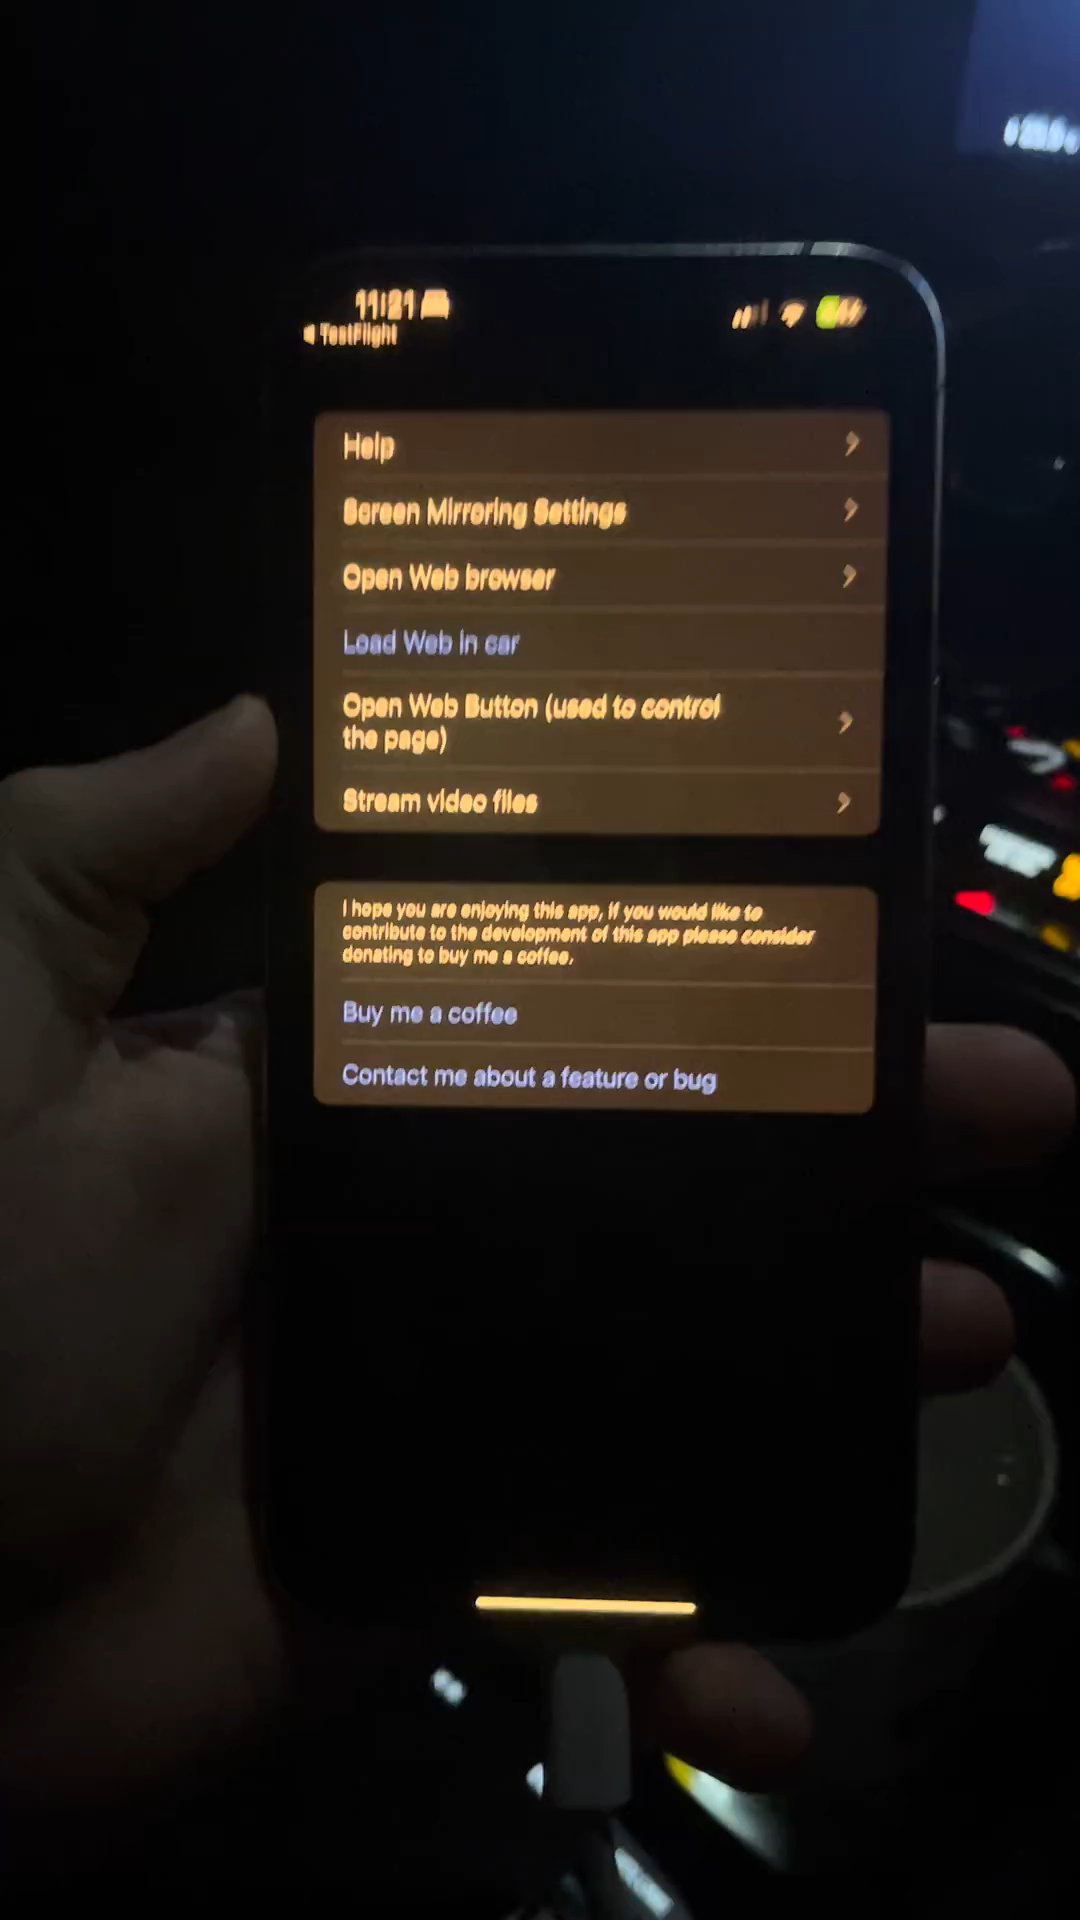 11:21
TestFlight
Help
Screen Mirroring Settings
Open Web browser
Load Web in car
Open Web Button (used to control
the page)
Stream video files
I hope you are enjoying this app, if you would like to
contribute to the development of this app please consider
donating to buy me a coffee.
Buy me a coffee
Contact me about a feature or bug